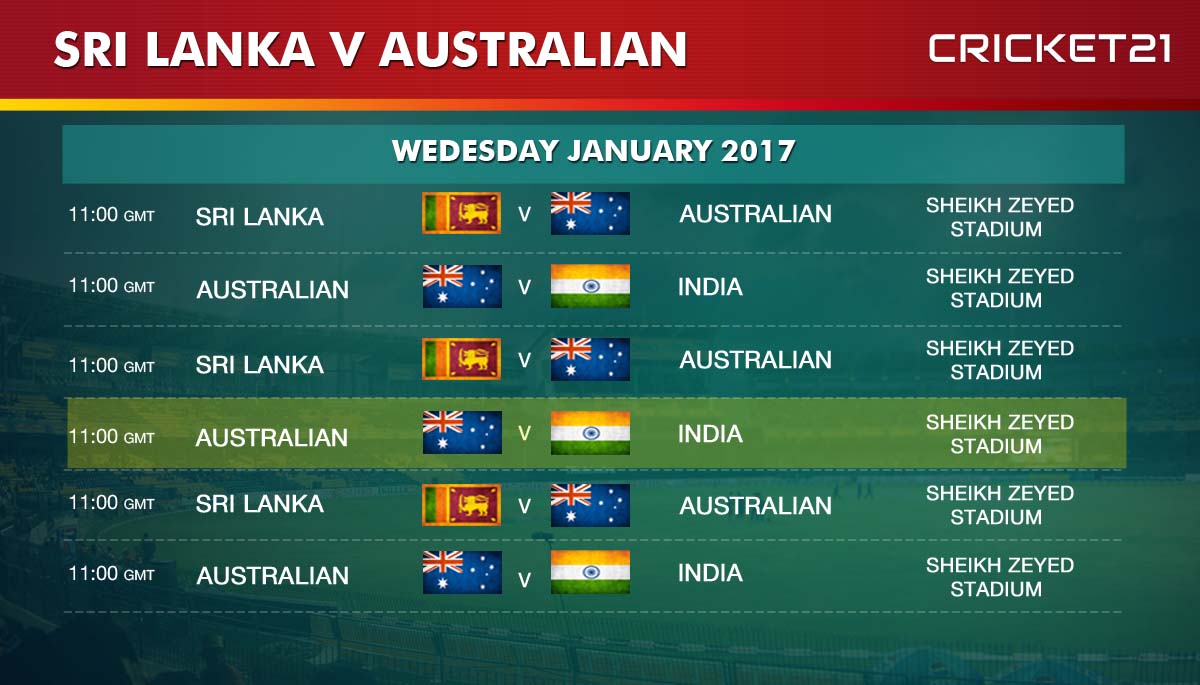 SRI LANKA V AUSTRALIAN
CRICKET21
WEDESDAY JANUARY 2017
11:00 GMT SRI LANKA V AUSTRALIAN SHEIKH ZEYED
STADIUM
11:00 GMT AUSTRALIAN V INDIA SHEIKH ZEYED
STADIUM
11:00 GMT SRI LANKA V AUSTRALIAN SHEIKH ZEYED
STADIUM
11:00 GMT AUSTRALIAN V INDIA SHEIKH ZEYED
STADIUM
11:00 GMT SRI LANKA V AUSTRALIAN SHEIKH ZEYED
STADIUM
11:00 GMT AUSTRALIAN V INDIA SHEIKH ZEYED
STADIUM